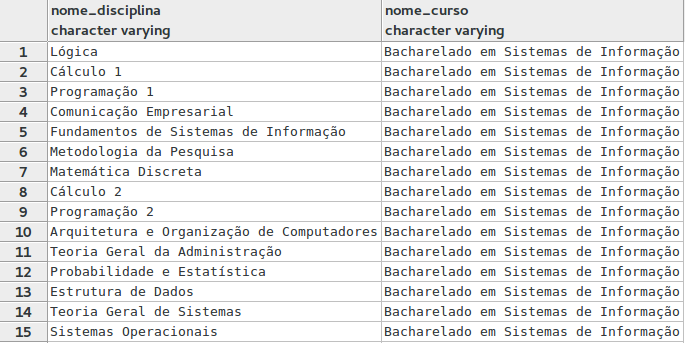 nome_disciplina nome_curso
character varying character varying
1 Lógica Bacharelado em Sistemas de Informação
2 Cálculo 1 Bacharelado em Sistemas de Informação
3 Programação 1 Bacharelado em Sistemas de Informação
4 Comunicação Empresarial Bacharelado em Sistemas de Informação
5 Fundamentos de Sistemas de Informação Bacharelado em Sistemas de Informação
6 Metodologia da Pesquisa Bacharelado em Sistemas de Informação
7 Matemática Discreta Bacharelado em Sistemas de Informação
8 Cálculo 2 Bacharelado em Sistemas de Informação
9 Programação 2 Bacharelado em Sistemas de Informação
10 Arquitetura e Organização de Computadores Bacharelado em Sistemas de Informação
11 Teoria Geral da Administração Bacharelado em Sistemas de Informação
12 Probabilidade e Estatística Bacharelado em Sistemas de Informação
13 Estrutura de Dados Bacharelado em Sistemas de Informação
14 Teoria Geral de Sistemas Bacharelado em Sistemas de Informação
15 Sistemas Operacionais Bacharelado em Sistemas de Informação